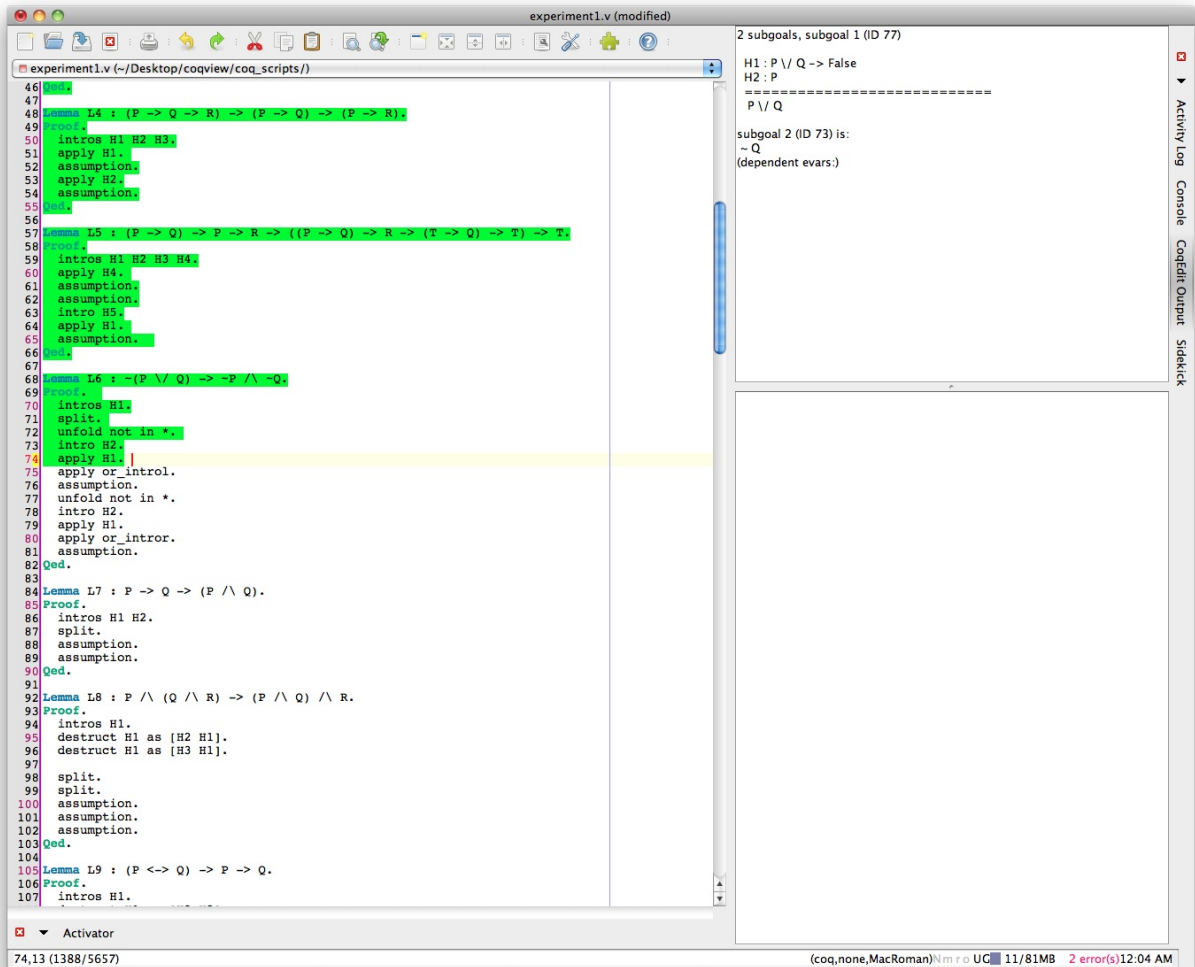 experiment1.v (modified)
experiment1.v (~/Desktop/coqview/coq_scripts/)
46 Qed.
47
48 Lemma L4 : (P -> Q -> R) -> (P -> Q) -> (P -> R).
49 Proof.
50 intros H1 H2 H3.
51 apply H1.
52 assumption.
53 apply H2.
54 assumption.
55 Qed.
56
57 Lemma L5 : (P -> Q) -> P -> R -> ((P -> Q) -> R -> (T -> Q) -> T) -> T.
58 Proof.
59 intros H1 H2 H3 H4.
60 apply H4.
61 assumption.
62 assumption.
63 intro H5.
64 apply H1.
65 assumption.
66 Qed.
67
68 Lemma L6 : ~(P \/ Q) -> ~P /\ ~Q.
69 Proof.
70 intros H1.
71 split.
72 unfold not in *.
73 intro H2.
74 apply H1.
75 apply or_introl.
76 assumption.
77 unfold not in *.
78 intro H2.
79 apply H1.
80 apply or_intror.
81 assumption.
82 Qed.
83
84 Lemma L7 : P -> Q -> (P /\ Q).
85 Proof.
86 intros H1 H2.
87 split.
88 assumption.
89 assumption.
90 Qed.
91
92 Lemma L8 : P /\ (Q /\ R) -> (P /\ Q) /\ R.
93 Proof.
94 intros H1.
95 destruct H1 as [H2 H1].
96 destruct H1 as [H3 H1].
97
98 split.
99 split.
100 assumption.
101 assumption.
102 assumption.
103 Qed.
104
105 Lemma L9 : (P <-> Q) -> P -> Q.
106 Proof.
107 intros H1.
2 subgoals, subgoal 1 (ID 77)
H1 : P \/ Q -> False
H2 : P
============================
P \/ Q
subgoal 2 (ID 73) is:
~ Q
(dependent evars:)
Activity Log
Console
CoqEdit Output
Sidekick
Activator
74,13 (1388/5657)
(coq,none,MacRoman)N m r o UG 11/81MB 2 error(s)12:04 AM